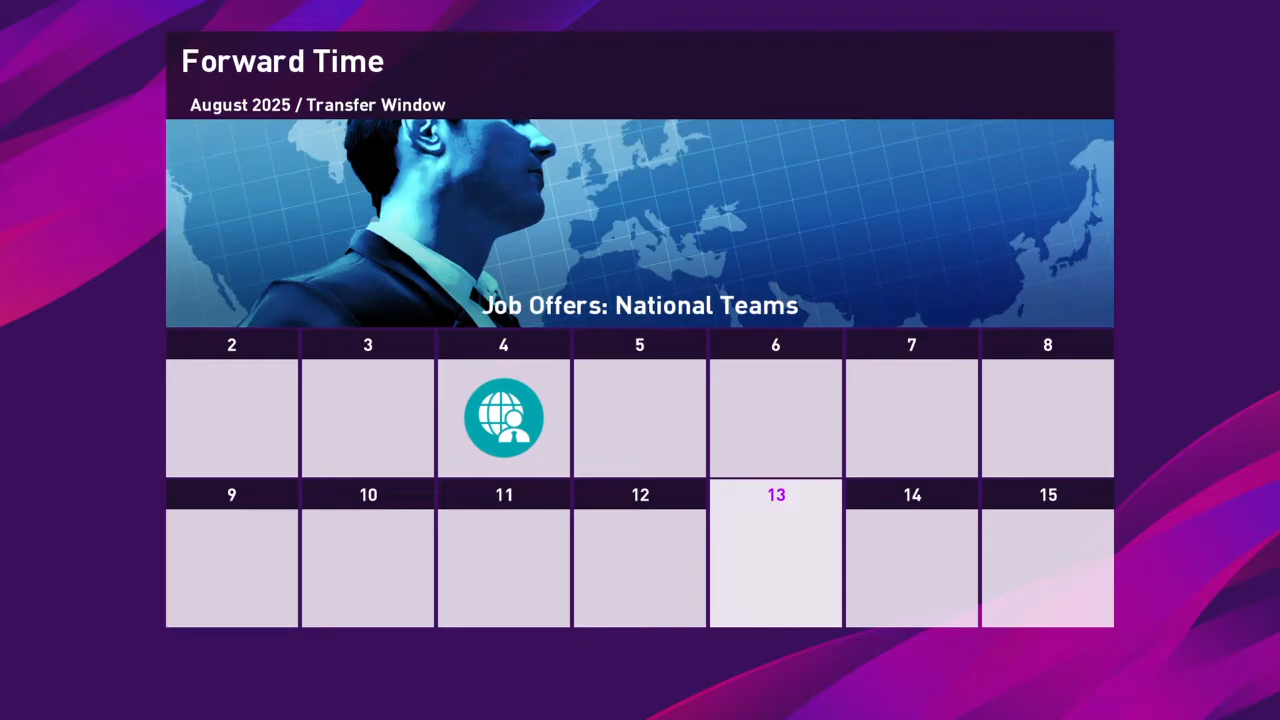 Forward Time
August 2025 / Transfer Window
Job Offers: National Teams
2 3 4 5 6 7 8
9 10 11 12 13 14 15